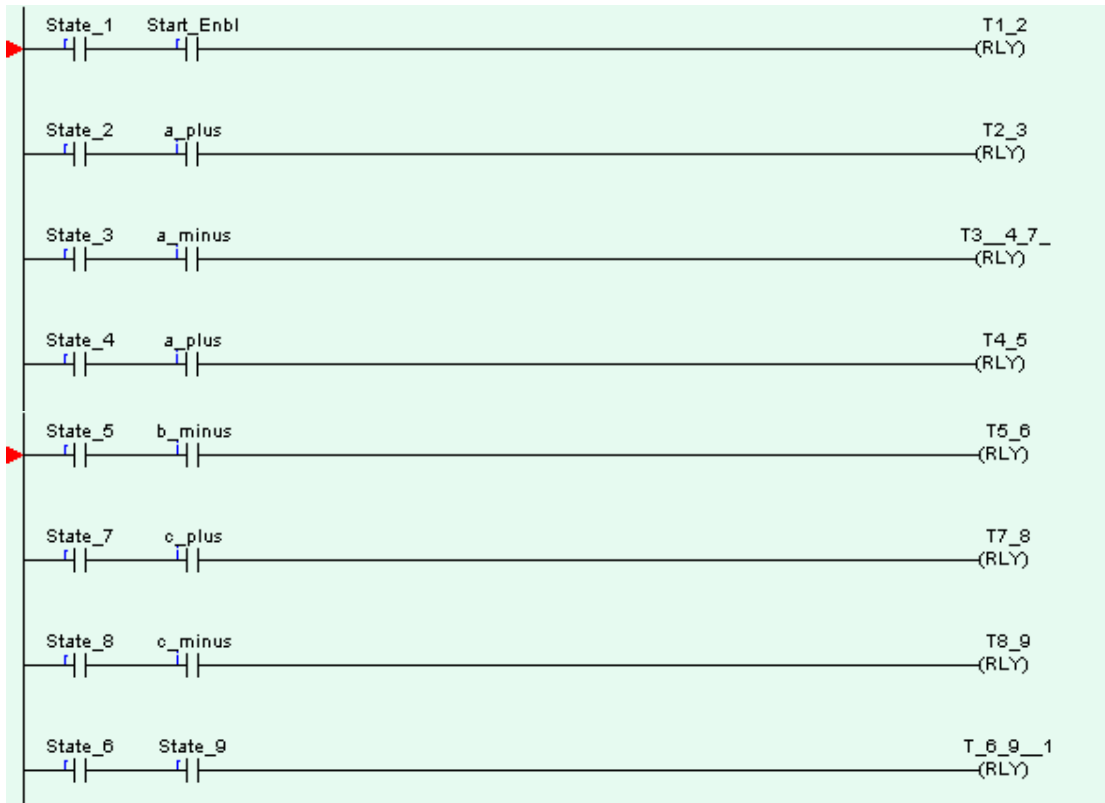 State_1 Start_Enbl T1_2
r r (RLY)
State_2 a_plus T2_3
r i (RLY)
State_3 a_minus T3__4_7_
r i (RLY)
State_4 a_plus T4_5
r i (RLY)
State_5 b_minus T5_6
r i (RLY)
State_7 c_plus T7_8
r i (RLY)
State_8 c_minus T8_9
r i (RLY)
State_6 State_9 T_6_9__1
r r (RLY)